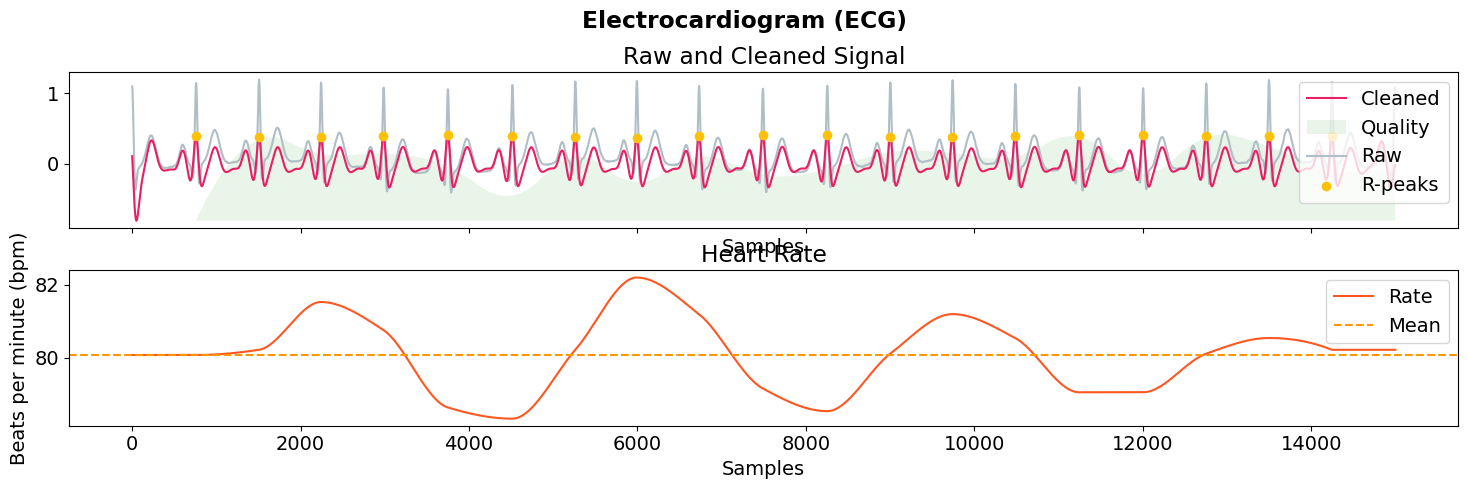 Electrocardiogram (ECG)
Raw and Cleaned Signal
1
0
Cleaned
Quality
Raw
R-peaks
Samples
Heart Rate
Beats per minute (bpm)
82
80
Rate
Mean
0 2000 4000 6000 8000 10000 12000 14000
Samples